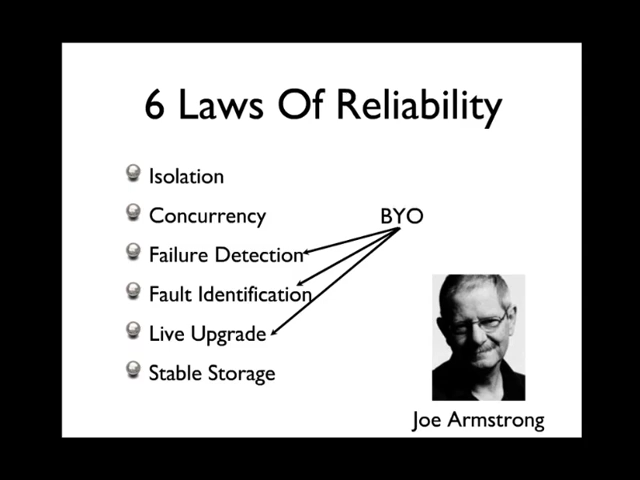 6 Laws Of Reliability
Isolation
Concurrency
BYO
Failure Detection
Fault Identification
Live Upgrade
Stable Storage
Joe Armstrong